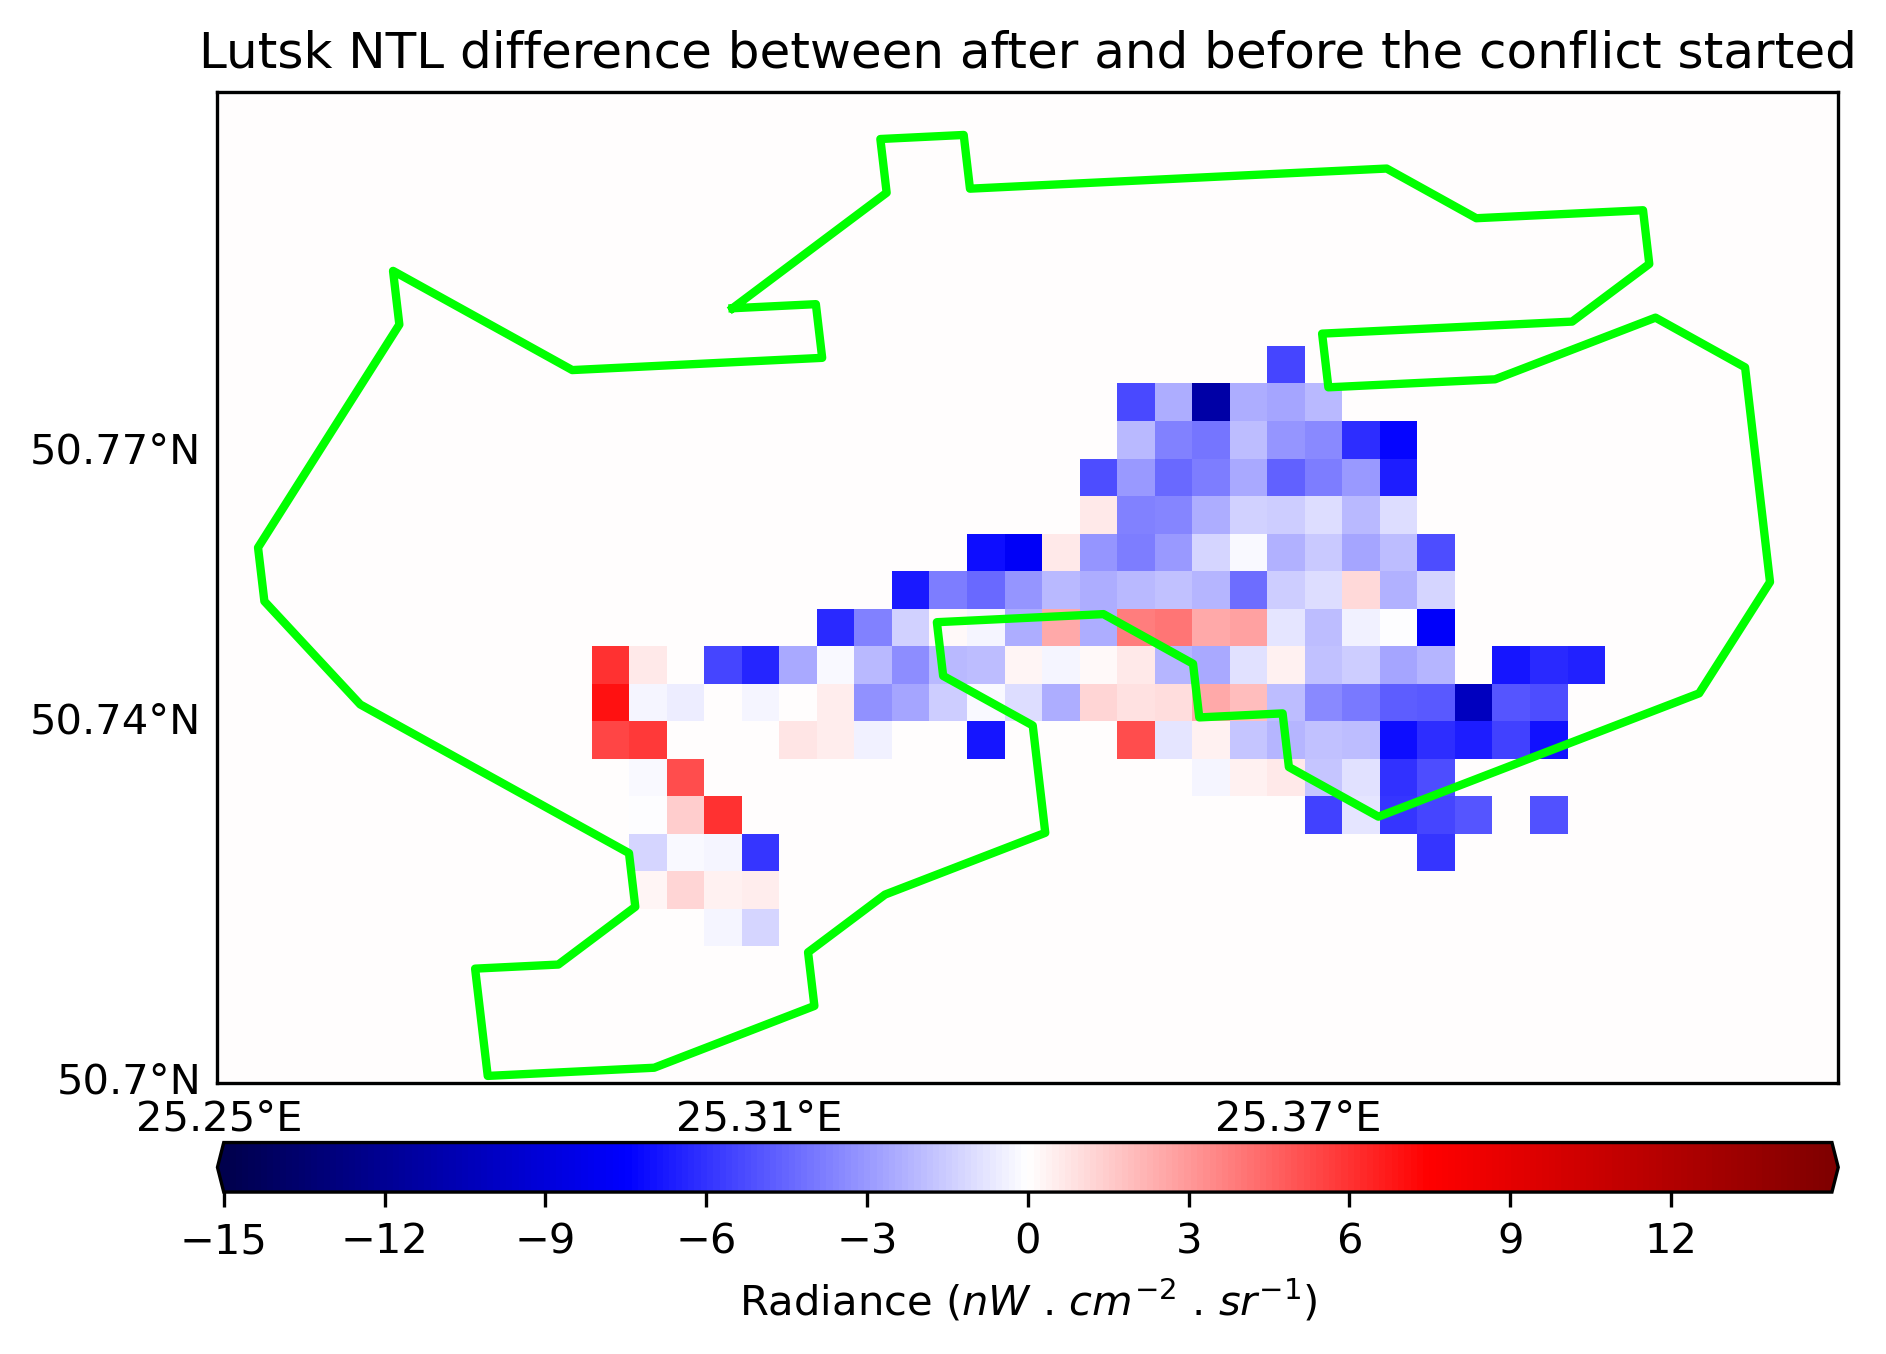 Lutsk NTL difference between after and before the conflict started
50.77°N
50.74°N
50.7°N
25.25°E 25.31°E 25.37°E
−15 −12 −9 −6 −3 0 3 6 9 12
Radiance (nW . cm⁻² . sr⁻¹)